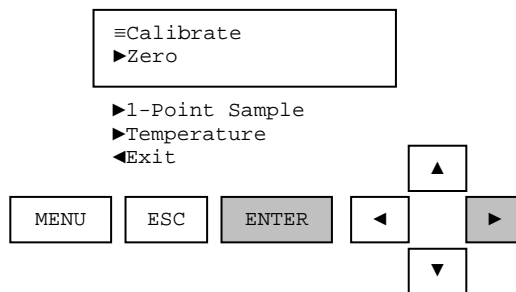 ≡Calibrate
►Zero
►1-Point Sample
►Temperature
◄Exit
▲
MENU ESC ENTER ◄ ►
▼